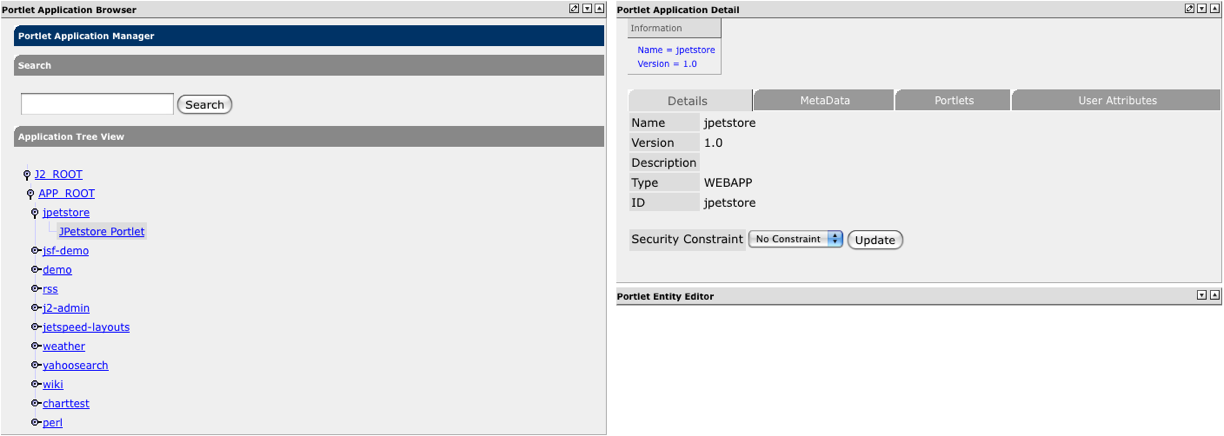 Portlet Application Browser
Portlet Application Manager
Search
Search
Application Tree View
J2_ROOT
APP_ROOT
jpetstore
JPetstore Portlet
jsf-demo
demo
rss
j2-admin
jetspeed-layouts
weather
yahoosearch
wiki
charttest
perl
Portlet Application Detail
Information
Name = jpetstore
Version = 1.0
Details MetaData Portlets User Attributes
Name jpetstore
Version 1.0
Description
Type WEBAPP
ID jpetstore
Security Constraint No Constraint Update
Portlet Entity Editor